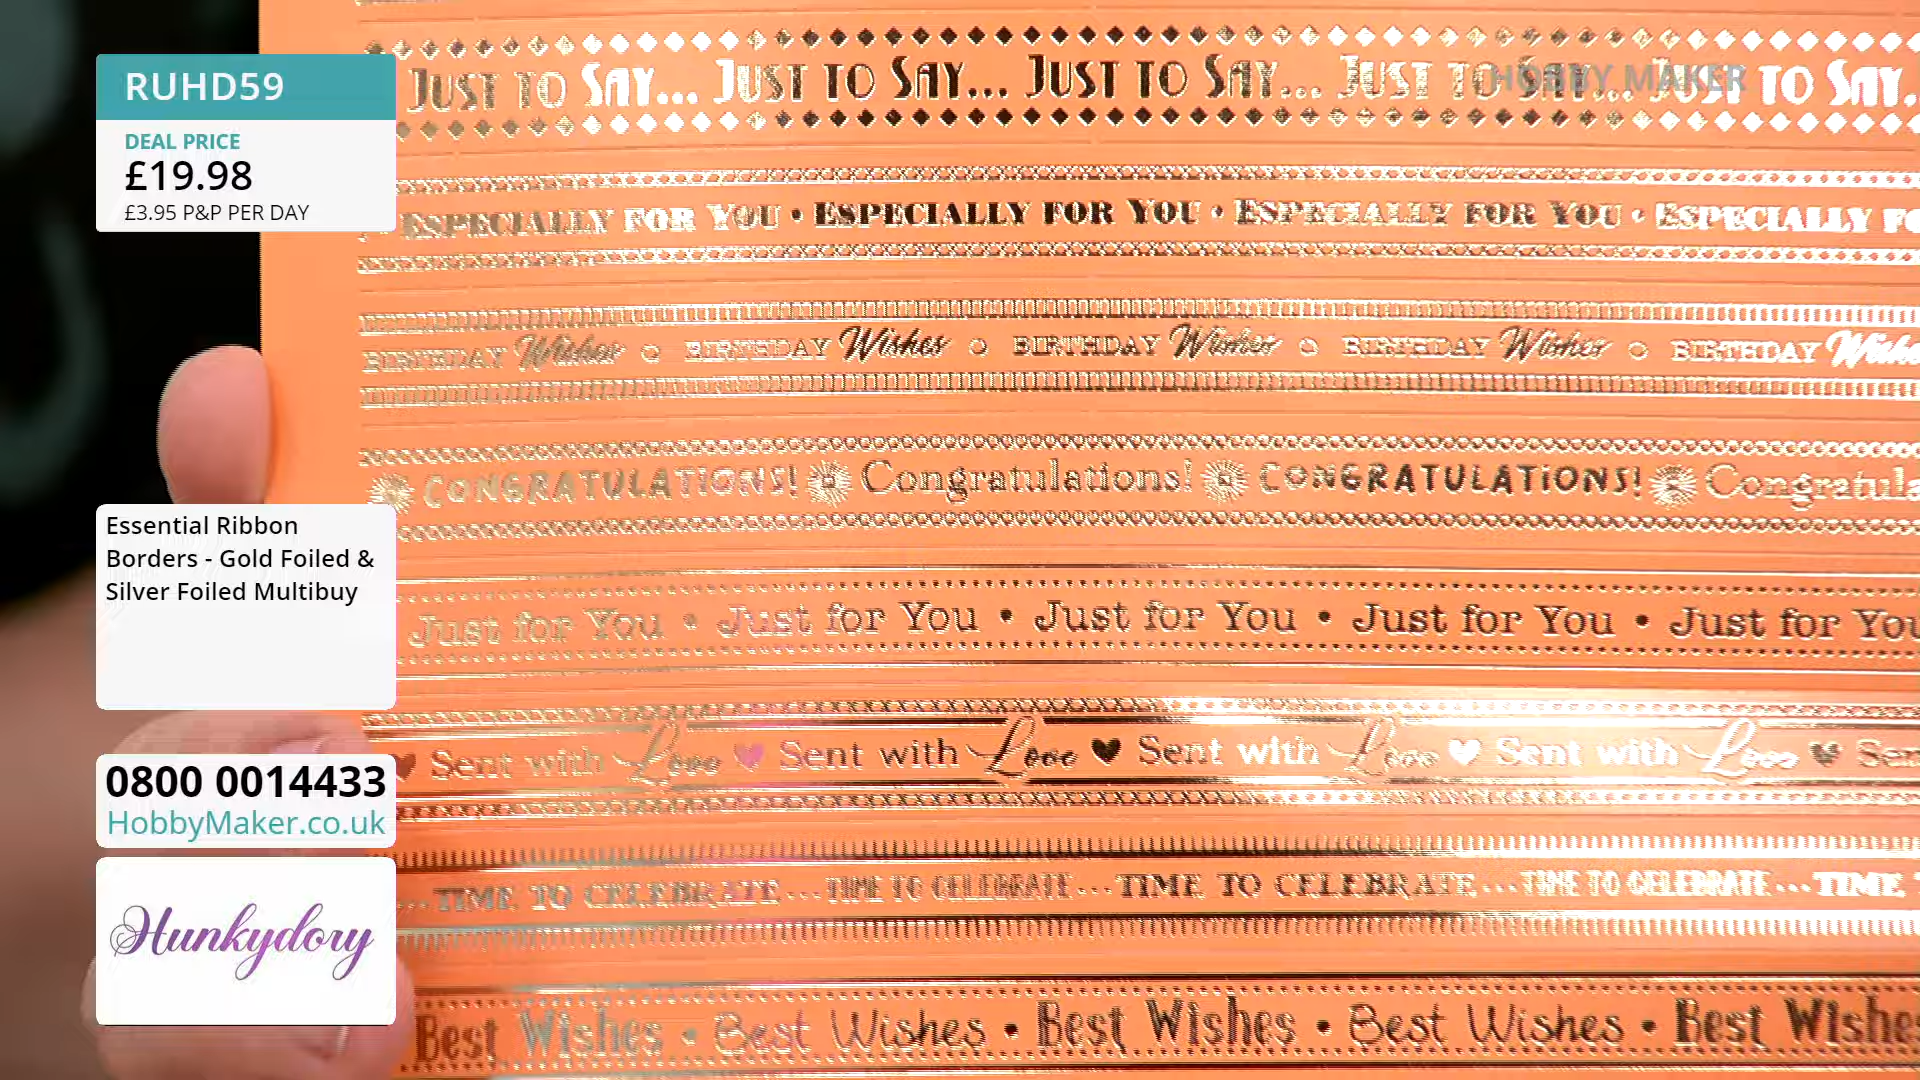 RUHD59
DEAL PRICE
£19.98
£3.95 P&P PER DAY
HOBBY MAKER
JUST TO SAY... JUST TO SAY... JUST TO SAY... JUST TO SAY... JUST TO SAY.
ESPECIALLY FOR YOU • ESPECIALLY FOR YOU • ESPECIALLY FOR YOU • ESPECIALLY FO
BIRTHDAY Wishes BIRTHDAY Wishes BIRTHDAY Wishes BIRTHDAY Wishes BIRTHDAY Wishe
CONGRATULATIONS! Congratulations! CONGRATULATIONS! Congratula
Essential Ribbon
Borders - Gold Foiled &
Silver Foiled Multibuy
Just for You • Just for You • Just for You • Just for You • Just for You
Sent with Love Sent with Love Sent with Love Sent with Love Sen
0800 0014433
HobbyMaker.co.uk
...TIME TO CELEBRATE...TIME TO CELEBRATE...TIME TO CELEBRATE...TIME TO CELEBRATE...TIME
Hunkydory
Best Wishes • Best Wishes • Best Wishes • Best Wishes • Best Wishes